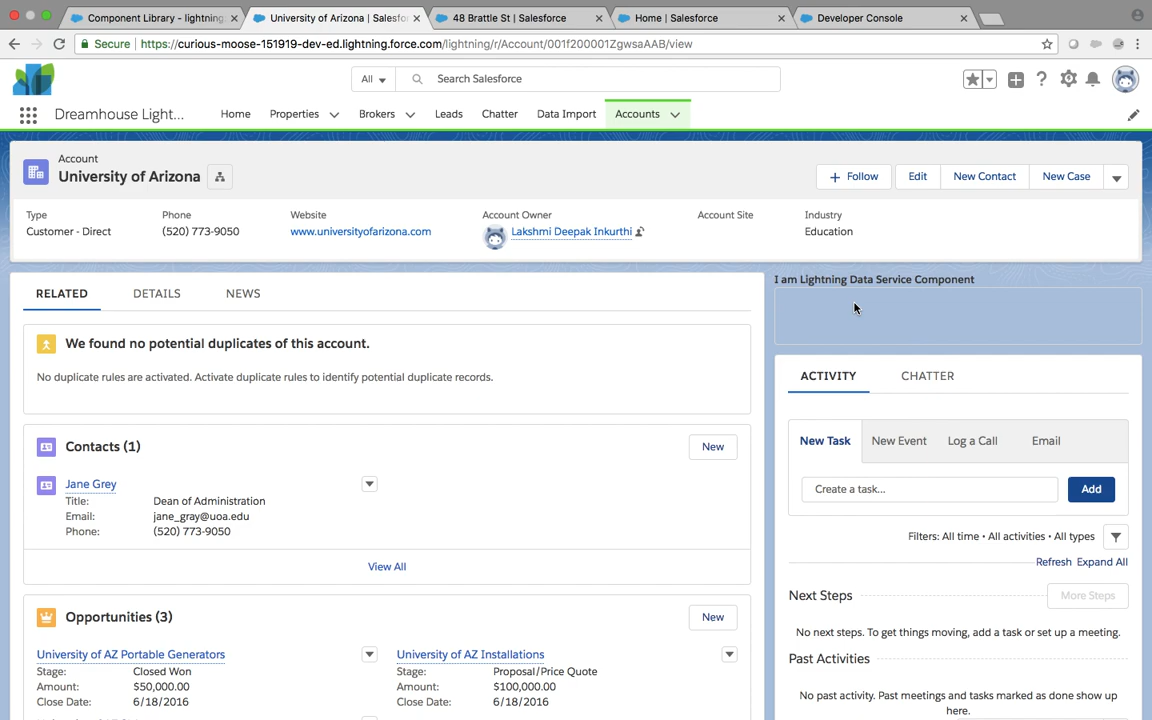 Component Library - lightning
University of Arizona | Salesfor
48 Brattle St | Salesforce
Home | Salesforce
Developer Console
Secure
https://curious-moose-151919-dev-ed.lightning.force.com/lightning/r/Account/001f200001ZgwsaAAB/view
All
Search Salesforce
Dreamhouse Light...
Home
Properties
Brokers
Leads
Chatter
Data Import
Accounts
Account
University of Arizona
+ Follow
Edit
New Contact
New Case
Type
Phone
Website
Account Owner
Account Site
Industry
Customer - Direct
(520) 773-9050
www.universityofarizona.com
Lakshmi Deepak Inkurthi
Education
RELATED
DETAILS
NEWS
We found no potential duplicates of this account.
No duplicate rules are activated. Activate duplicate rules to identify potential duplicate records.
Contacts (1)
New
Jane Grey
Title: Dean of Administration
Email: jane_gray@uoa.edu
Phone: (520) 773-9050
View All
Opportunities (3)
New
University of AZ Portable Generators
Stage: Closed Won
Amount: $50,000.00
Close Date: 6/18/2016
University of AZ Installations
Stage: Proposal/Price Quote
Amount: $100,000.00
Close Date: 6/18/2016
I am Lightning Data Service Component
ACTIVITY
CHATTER
New Task
New Event
Log a Call
Email
Create a task...
Add
Filters: All time • All activities • All types
Refresh
Expand All
Next Steps
More Steps
No next steps. To get things moving, add a task or set up a meeting.
Past Activities
No past activity. Past meetings and tasks marked as done show up
here.